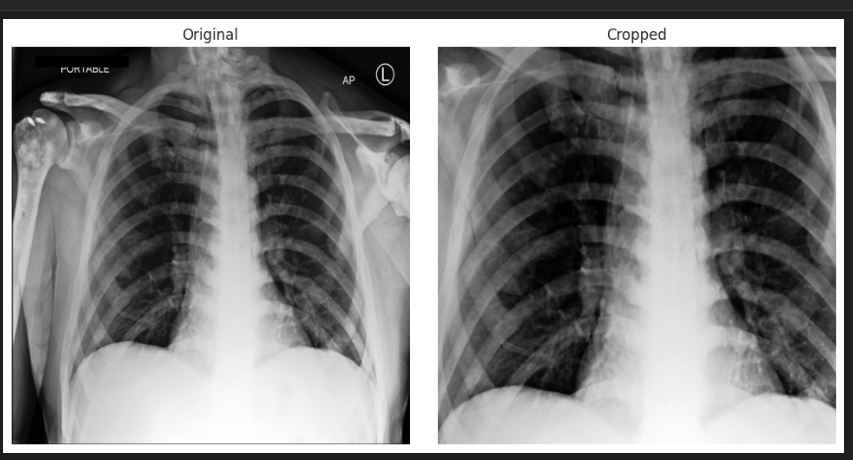 Original
Cropped
PORTABLE
AP
L